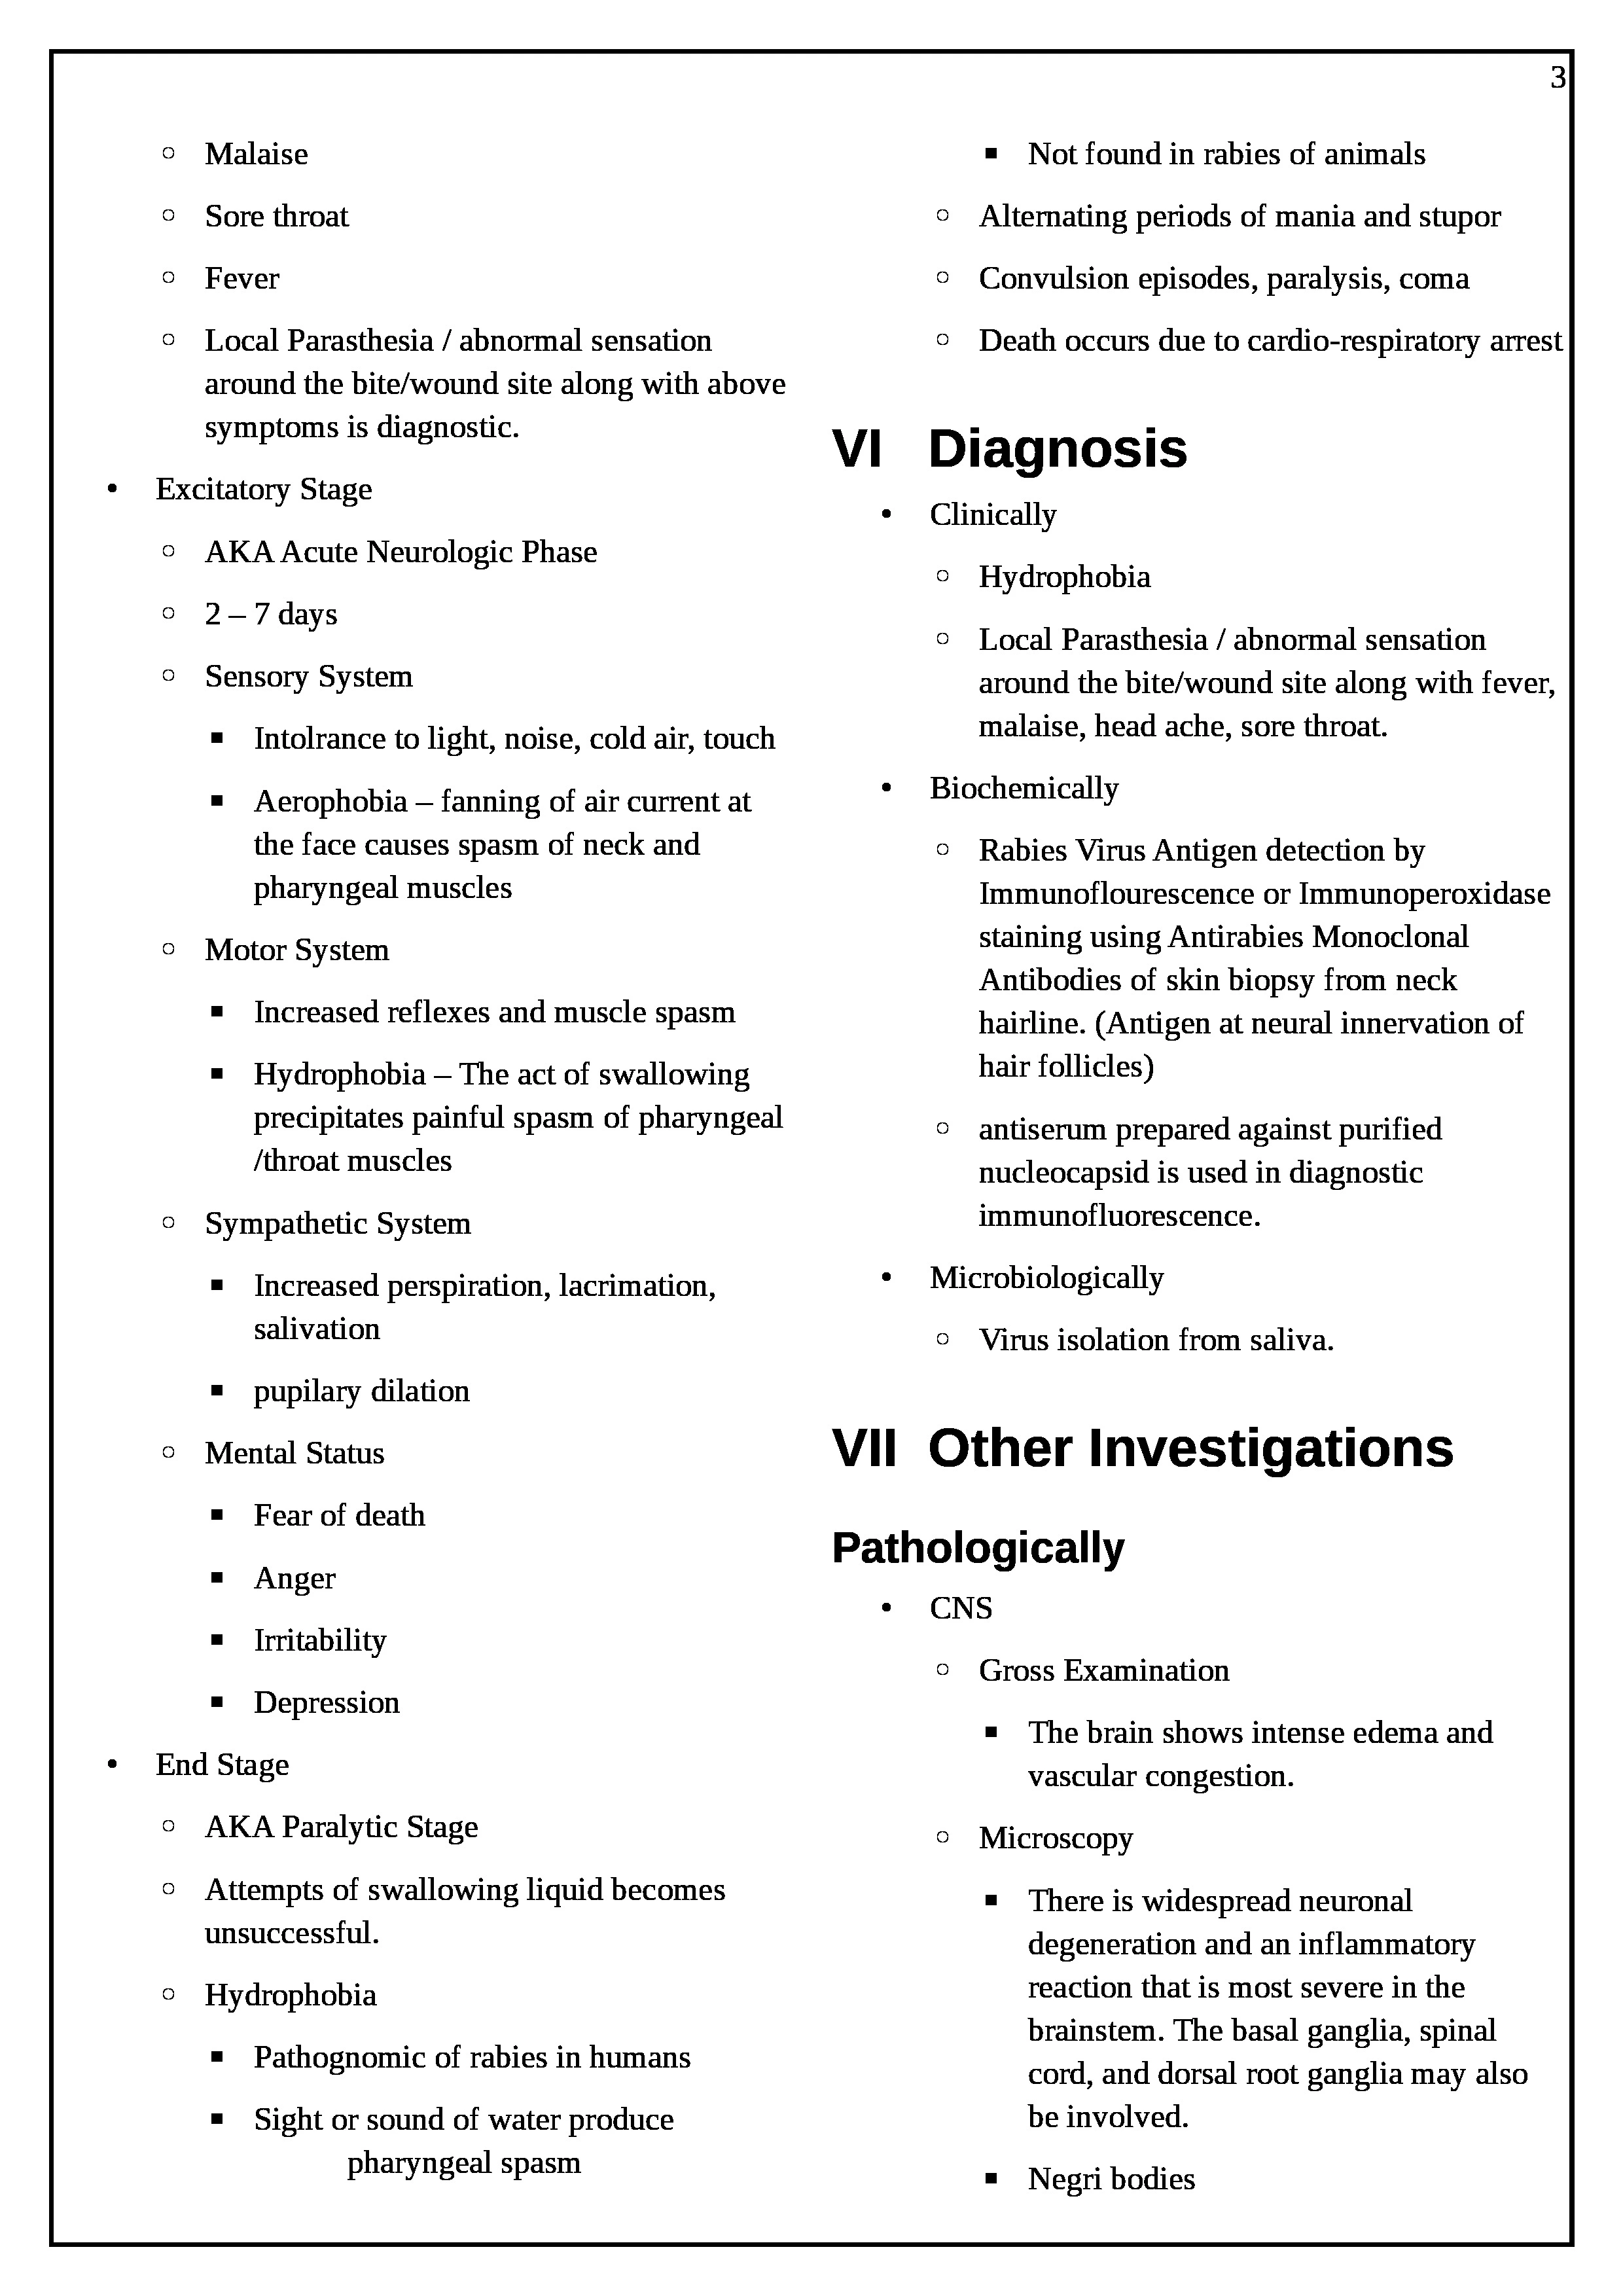 3
○ Malaise
○ Sore throat
○ Fever
○ Local Parasthesia / abnormal sensation
around the bite/wound site along with above
symptoms is diagnostic.
• Excitatory Stage
○ AKA Acute Neurologic Phase
○ 2 – 7 days
○ Sensory System
▪ Intolrance to light, noise, cold air, touch
▪ Aerophobia – fanning of air current at
the face causes spasm of neck and
pharyngeal muscles
○ Motor System
▪ Increased reflexes and muscle spasm
▪ Hydrophobia – The act of swallowing
precipitates painful spasm of pharyngeal
/throat muscles
○ Sympathetic System
▪ Increased perspiration, lacrimation,
salivation
▪ pupilary dilation
○ Mental Status
▪ Fear of death
▪ Anger
▪ Irritability
▪ Depression
• End Stage
○ AKA Paralytic Stage
○ Attempts of swallowing liquid becomes
unsuccessful.
○ Hydrophobia
▪ Pathognomic of rabies in humans
▪ Sight or sound of water produce
pharyngeal spasm
▪ Not found in rabies of animals
○ Alternating periods of mania and stupor
○ Convulsion episodes, paralysis, coma
○ Death occurs due to cardio-respiratory arrest
VI Diagnosis
• Clinically
○ Hydrophobia
○ Local Parasthesia / abnormal sensation
around the bite/wound site along with fever,
malaise, head ache, sore throat.
• Biochemically
○ Rabies Virus Antigen detection by
Immunoflourescence or Immunoperoxidase
staining using Antirabies Monoclonal
Antibodies of skin biopsy from neck
hairline. (Antigen at neural innervation of
hair follicles)
○ antiserum prepared against purified
nucleocapsid is used in diagnostic
immunofluorescence.
• Microbiologically
○ Virus isolation from saliva.
VII Other Investigations
Pathologically
• CNS
○ Gross Examination
▪ The brain shows intense edema and
vascular congestion.
○ Microscopy
▪ There is widespread neuronal
degeneration and an inflammatory
reaction that is most severe in the
brainstem. The basal ganglia, spinal
cord, and dorsal root ganglia may also
be involved.
▪ Negri bodies